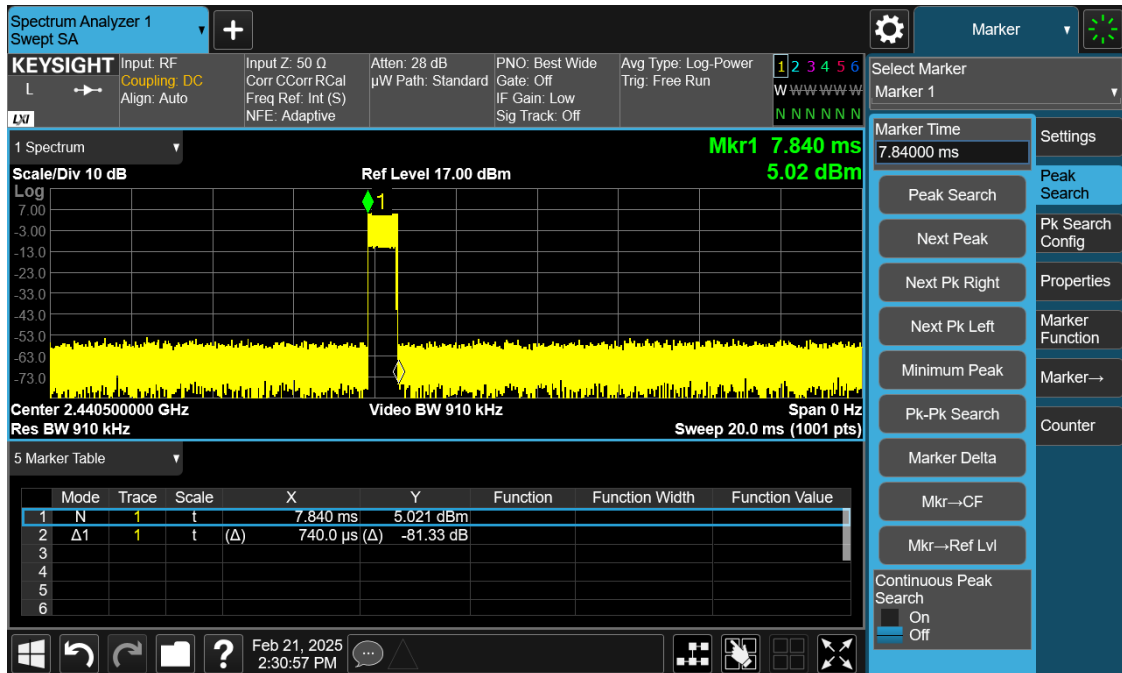 Spectrum Analyzer 1
Swept SA
Marker
KEYSIGHT
L
LXI
Input: RF
Coupling: DC
Align: Auto
Input Z: 50 Ω
Corr CCorr RCal
Freq Ref: Int (S)
NFE: Adaptive
Atten: 28 dB
µW Path: Standard
PNO: Best Wide
Gate: Off
IF Gain: Low
Sig Track: Off
Avg Type: Log-Power
Trig: Free Run
1 2 3 4 5 6
W W W W W W
N N N N N N
Select Marker
Marker 1
1 Spectrum
Mkr1 7.840 ms
5.02 dBm
Scale/Div 10 dB
Ref Level 17.00 dBm
Log
7.00
-3.00
-13.0
-23.0
-33.0
-43.0
-53.0
-63.0
-73.0
1
Center 2.440500000 GHz
Video BW 910 kHz
Span 0 Hz
Res BW 910 kHz
Sweep 20.0 ms (1001 pts)
5 Marker Table
Mode Trace Scale X Y Function Function Width Function Value
1 N 1 t 7.840 ms 5.021 dBm
2 Δ1 1 t (Δ) 740.0 µs (Δ) -81.33 dB
3
4
5
6
Marker Time
7.84000 ms
Peak Search
Next Peak
Next Pk Right
Next Pk Left
Minimum Peak
Pk-Pk Search
Marker Delta
Mkr→CF
Mkr→Ref Lvl
Continuous Peak
Search
On
Off
Settings
Peak
Search
Pk Search
Config
Properties
Marker
Function
Marker→
Counter
?
Feb 21, 2025
2:30:57 PM